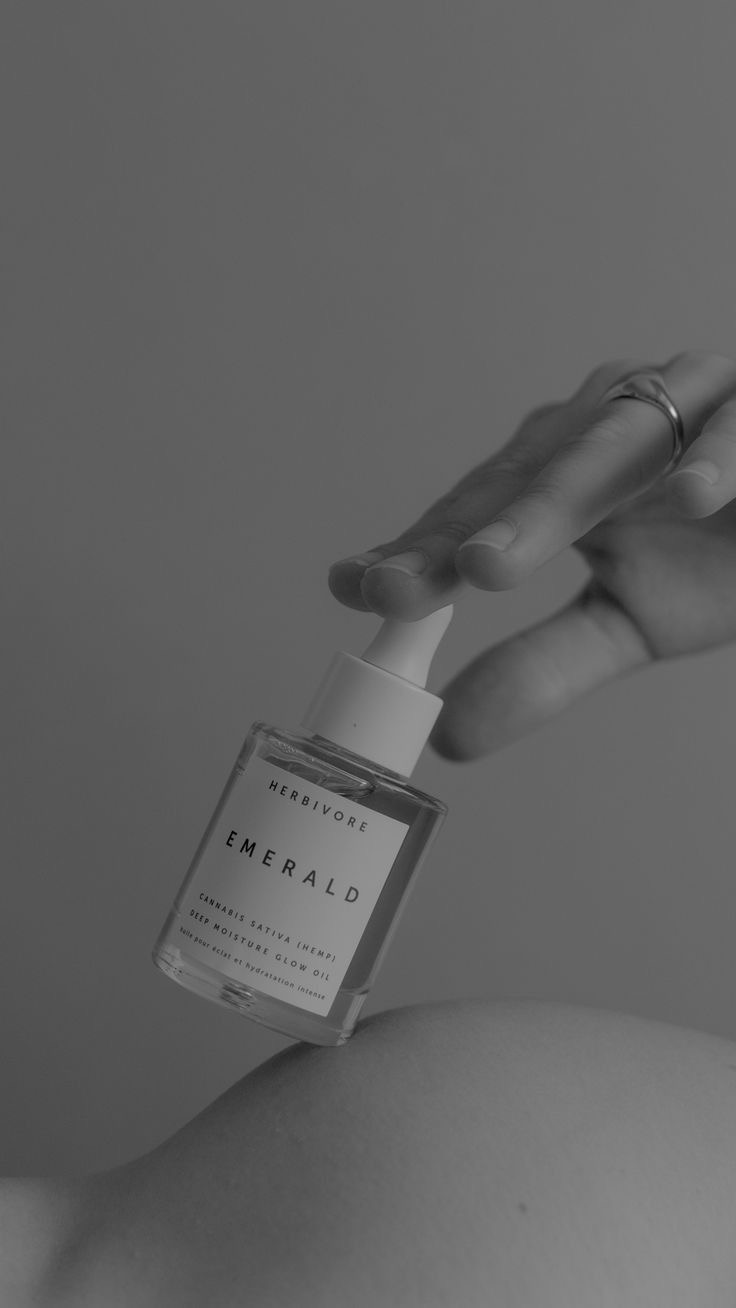 HERBIVORE
EMERALD
CANNABIS SATIVA (HEMP)
DEEP MOISTURE GLOW OIL
huile pour éclat et hydratation intense